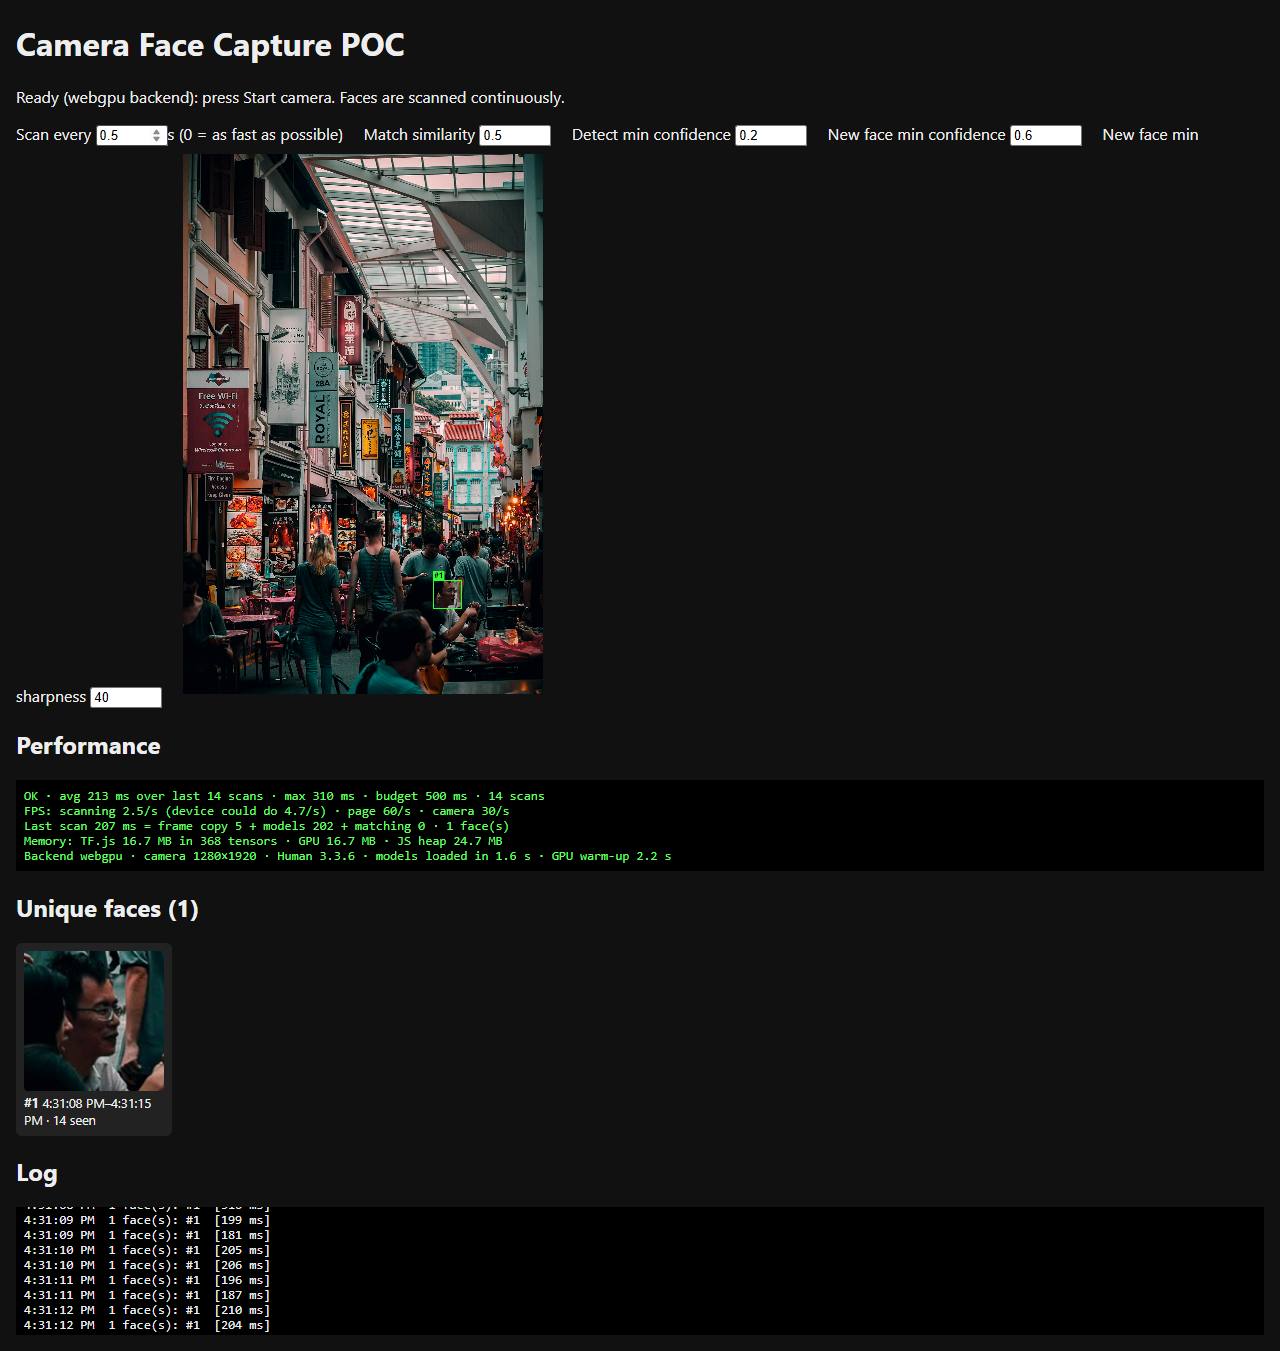 Camera Face Capture POC
Ready (webgpu backend): press Start camera. Faces are scanned continuously.
Scan every 0.5 s (0 = as fast as possible) Match similarity 0.5 Detect min confidence 0.2 New face min confidence 0.6 New face min
Free Wi-Fi
ROYAL
28A
#1
sharpness 40
Performance
OK · avg 213 ms over last 14 scans · max 310 ms · budget 500 ms · 14 scans
FPS: scanning 2.5/s (device could do 4.7/s) · page 60/s · camera 30/s
Last scan 207 ms = frame copy 5 + models 202 + matching 0 · 1 face(s)
Memory: TF.js 16.7 MB in 368 tensors · GPU 16.7 MB · JS heap 24.7 MB
Backend webgpu · camera 1280×1920 · Human 3.3.6 · models loaded in 1.6 s · GPU warm-up 2.2 s
Unique faces (1)
#1 4:31:08 PM–4:31:15
PM · 14 seen
Log
4:31:09 PM 1 face(s): #1 [199 ms]
4:31:09 PM 1 face(s): #1 [181 ms]
4:31:10 PM 1 face(s): #1 [205 ms]
4:31:10 PM 1 face(s): #1 [206 ms]
4:31:11 PM 1 face(s): #1 [196 ms]
4:31:11 PM 1 face(s): #1 [187 ms]
4:31:12 PM 1 face(s): #1 [210 ms]
4:31:12 PM 1 face(s): #1 [204 ms]